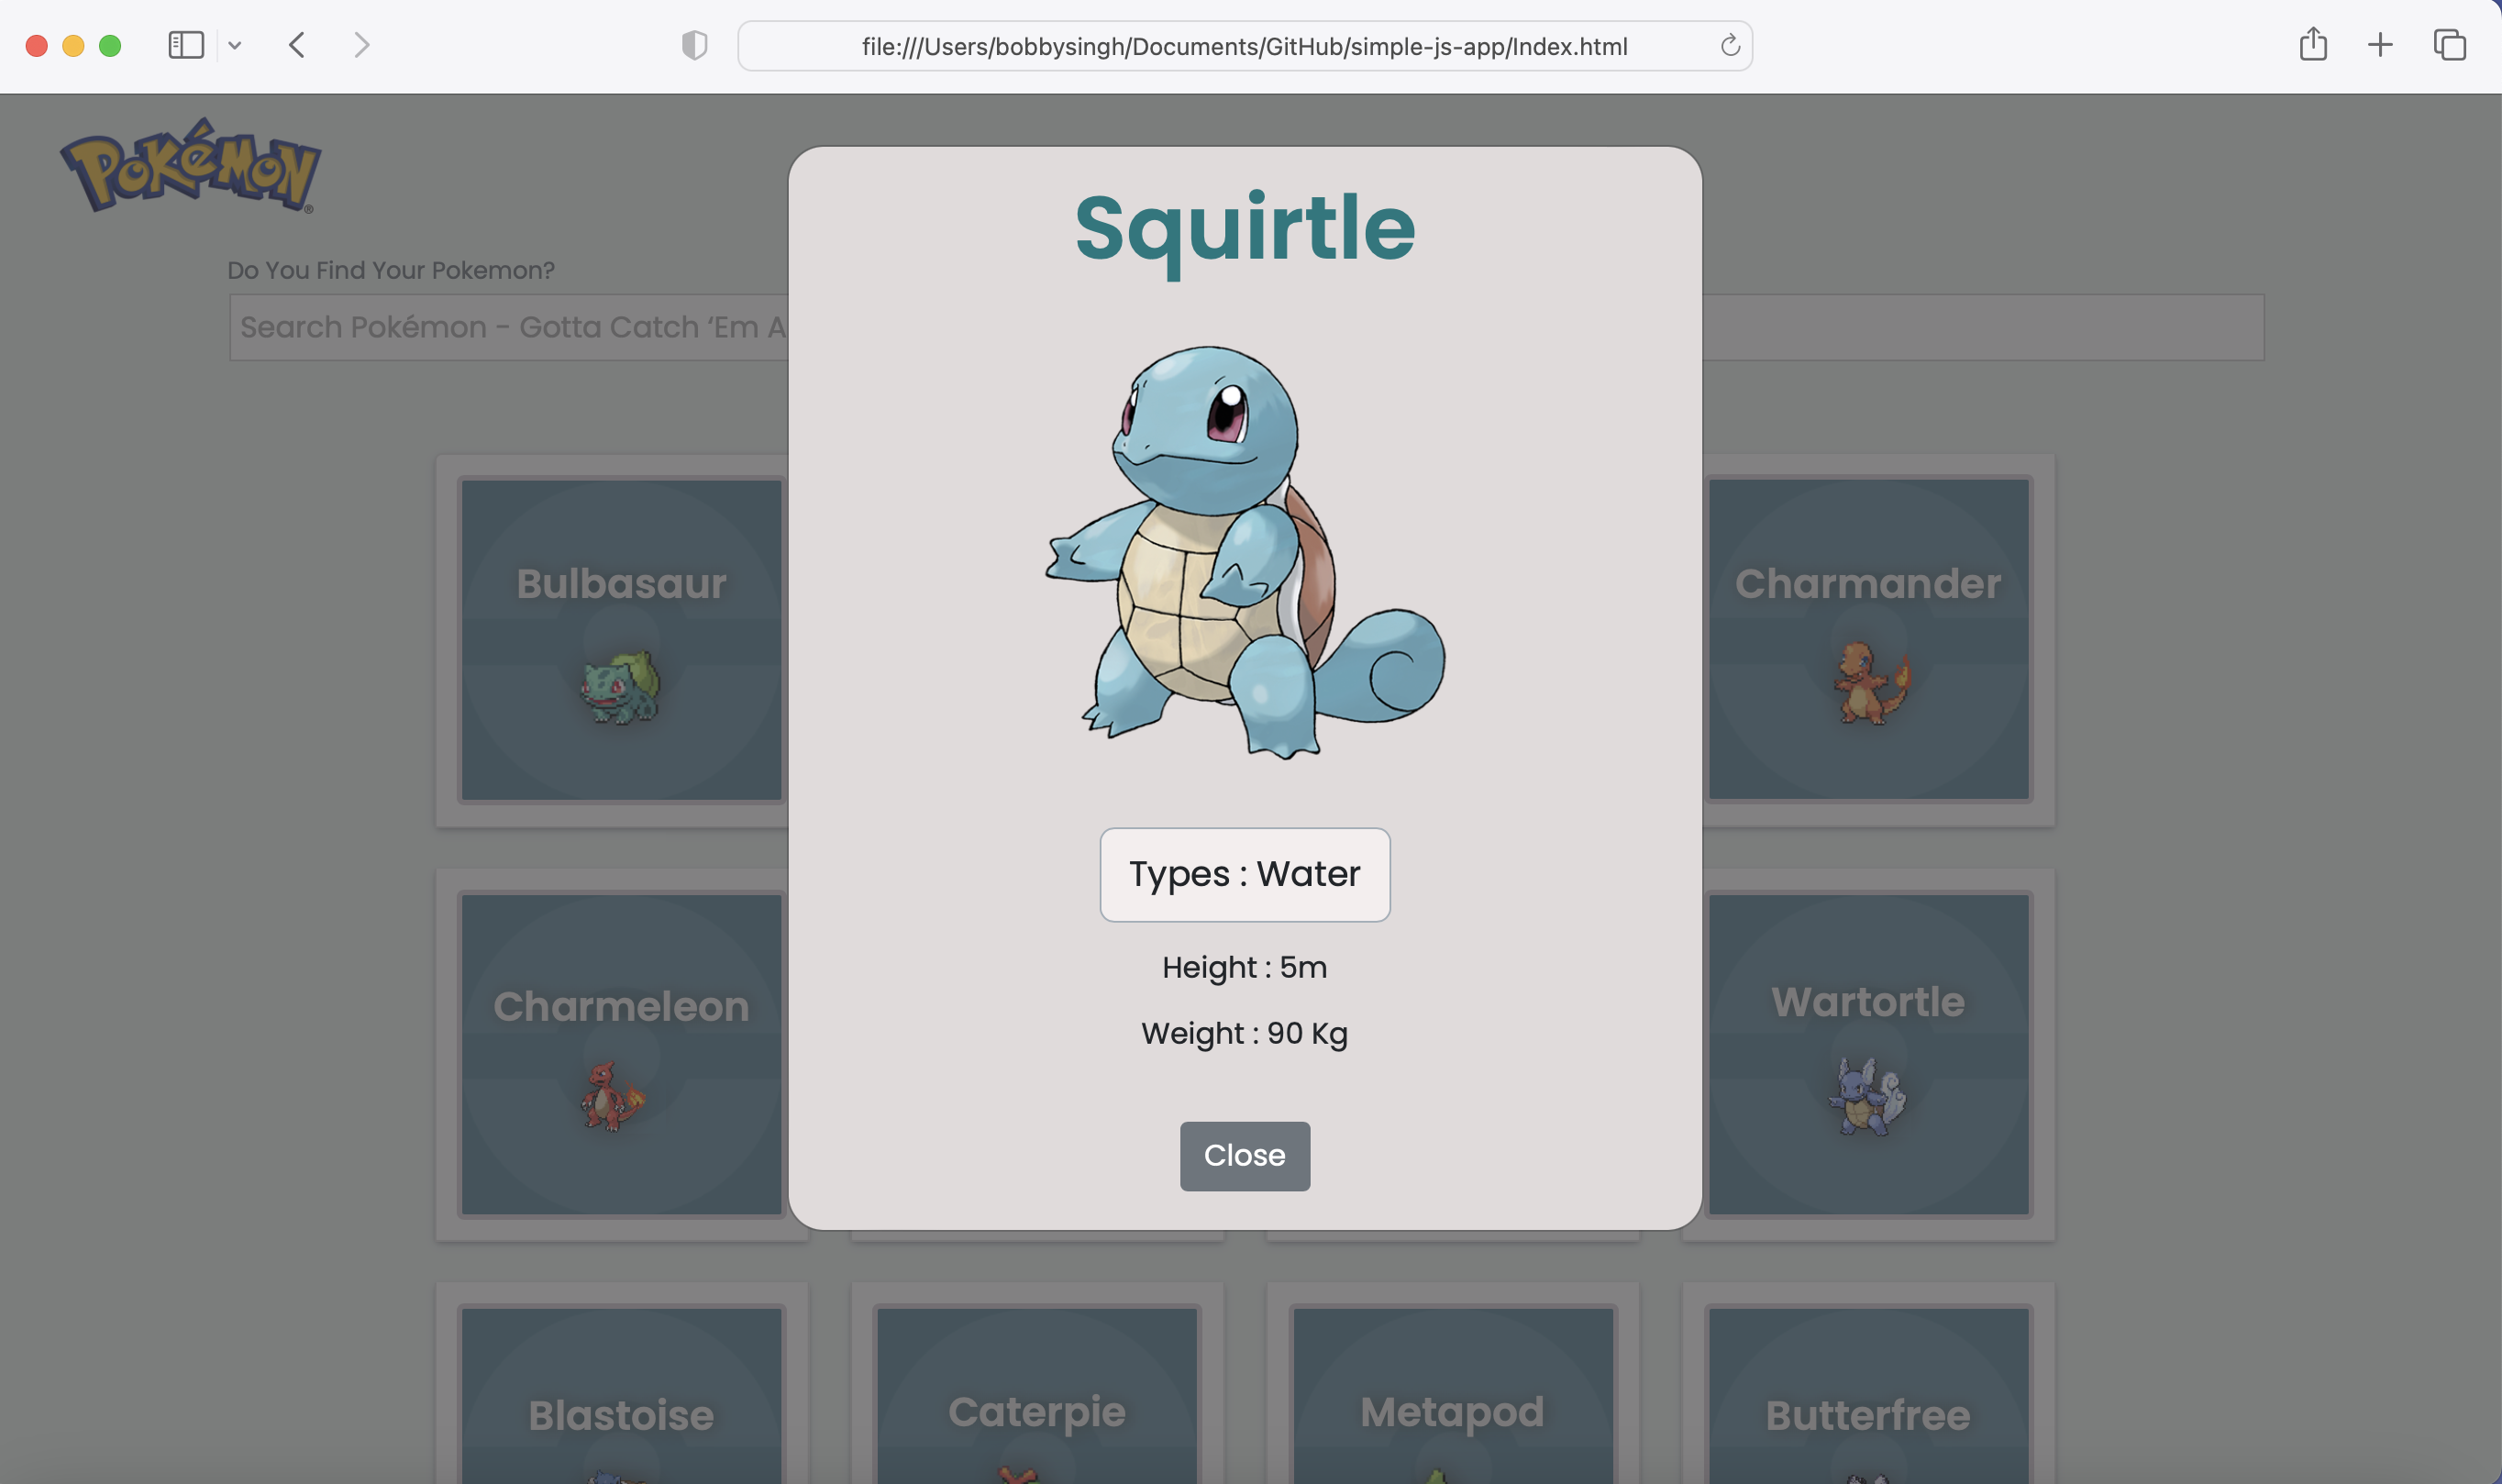 file:///Users/bobbysingh/Documents/GitHub/simple-js-app/Index.html
POKéMON®
Do You Find Your Pokemon?
Search Pokémon - Gotta Catch ‘Em A
Squirtle
Types : Water
Height : 5m
Weight : 90 Kg
Close
Bulbasaur
Charmander
Charmeleon
Wartortle
Blastoise
Caterpie
Metapod
Butterfree